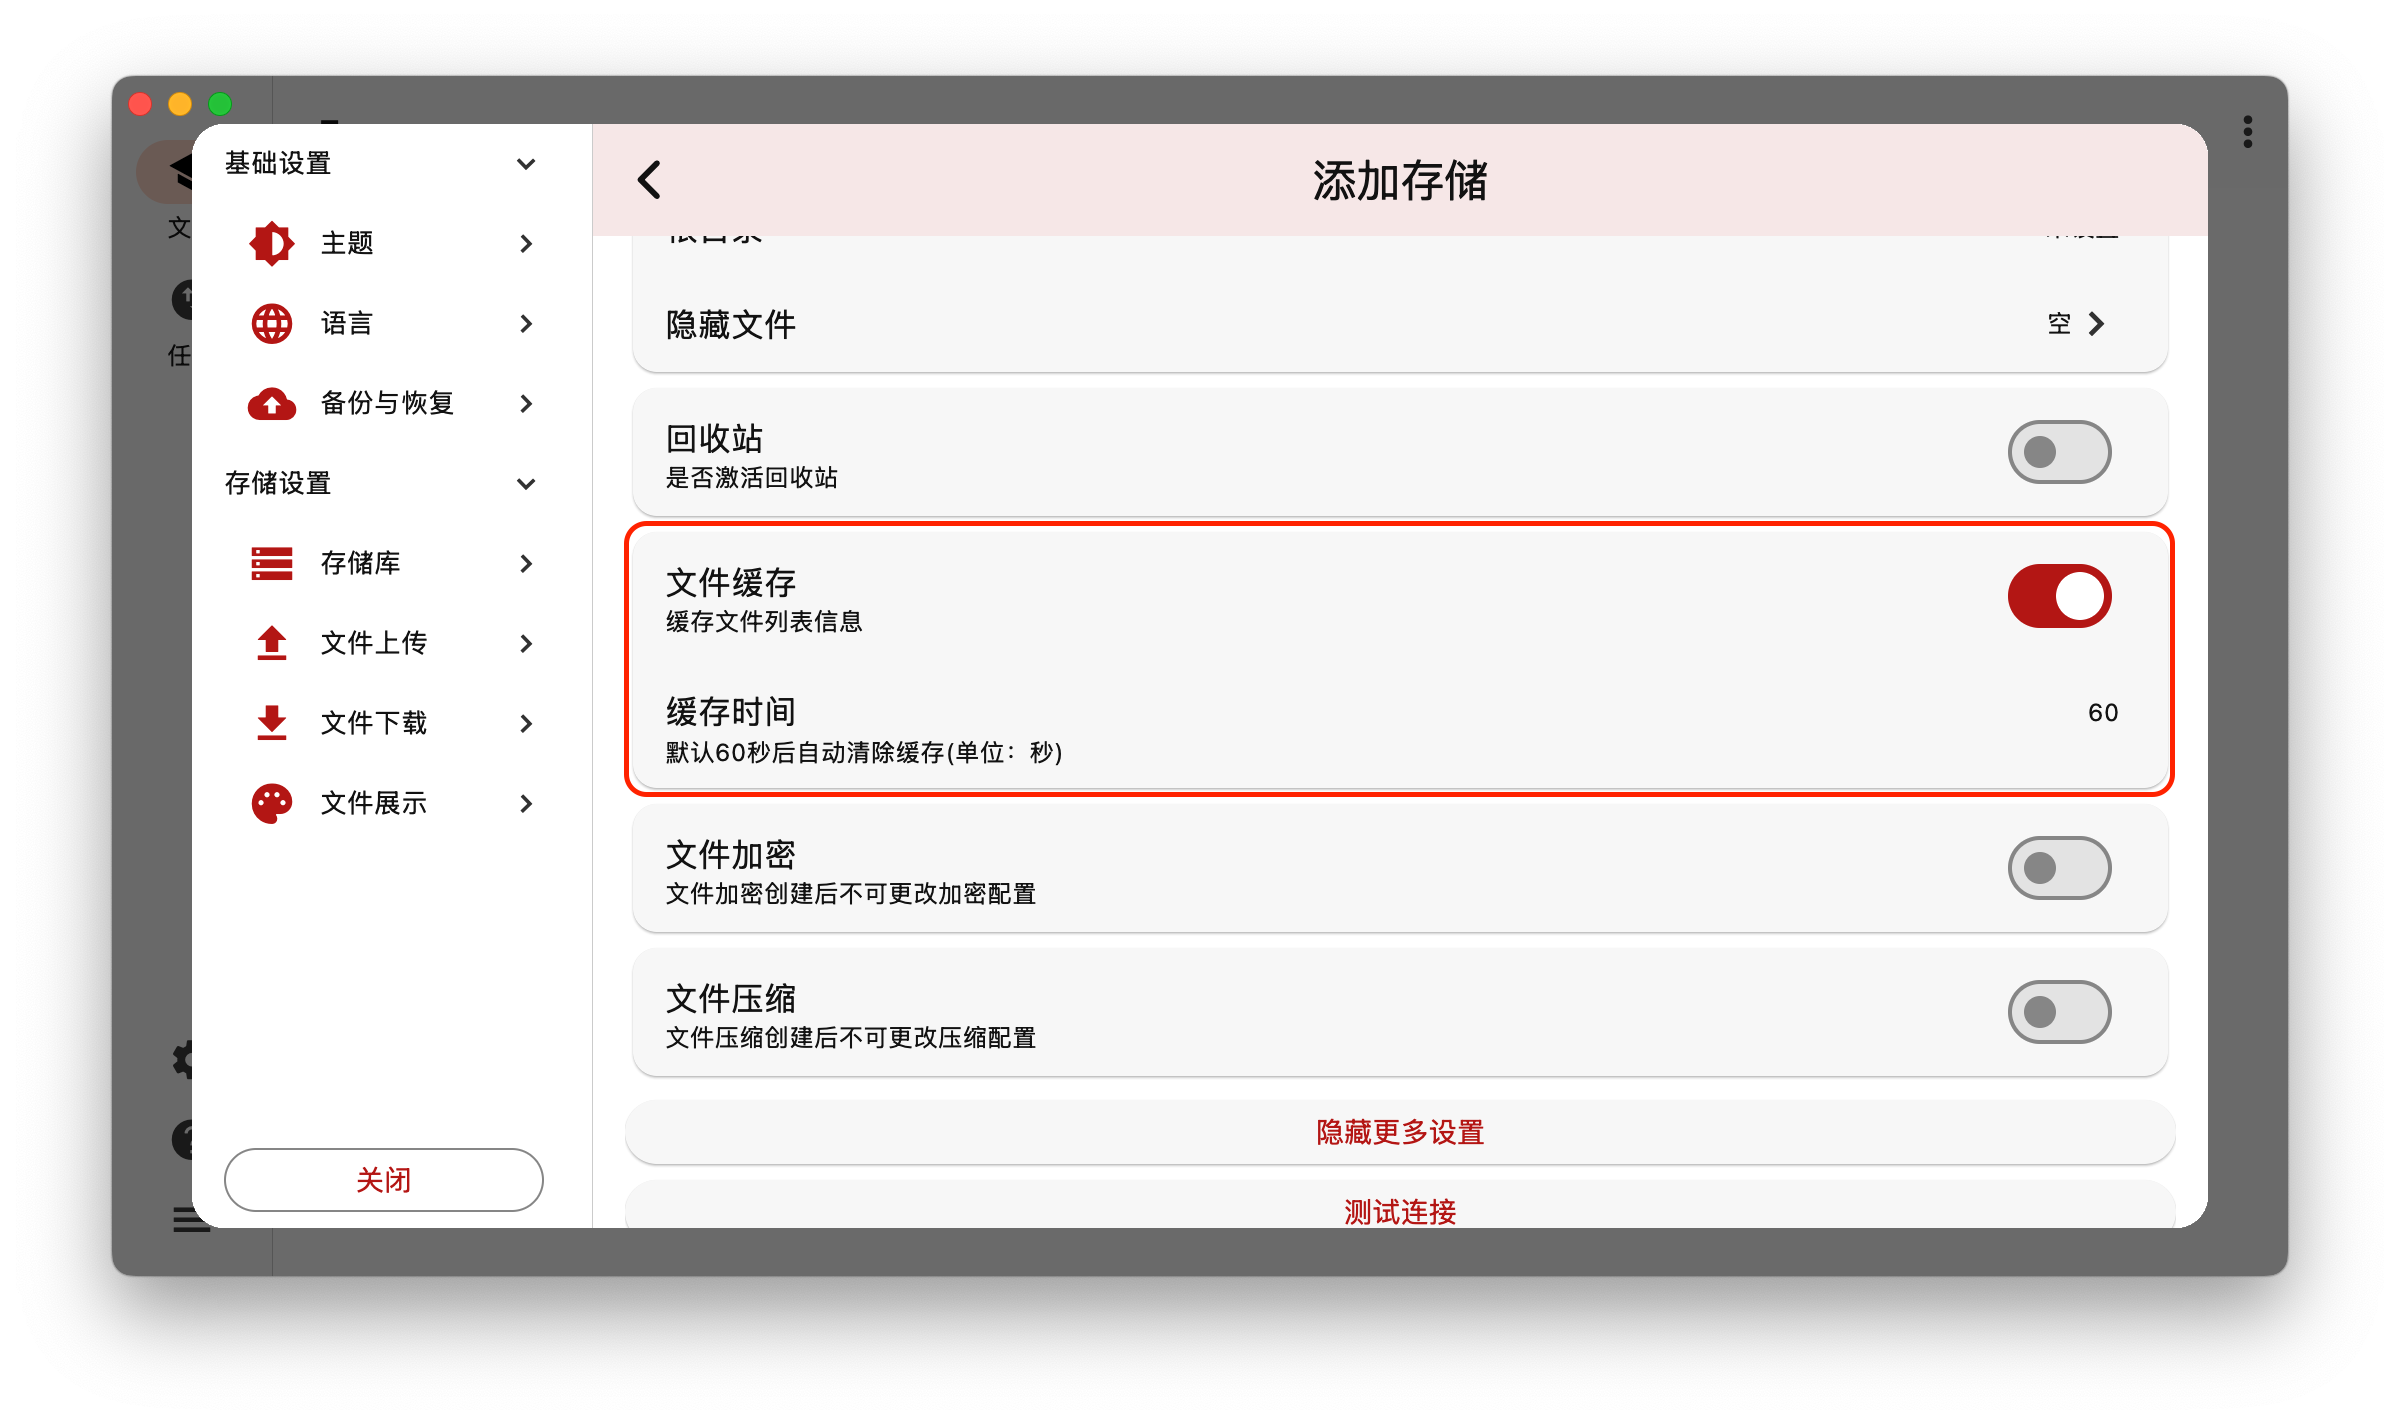 基础设置
主题
语言
备份与恢复
存储设置
存储库
文件上传
文件下载
文件展示
关闭
添加存储
隐藏文件
空
回收站
是否激活回收站
文件缓存
缓存文件列表信息
缓存时间
60
默认60秒后自动清除缓存(单位：秒)
文件加密
文件加密创建后不可更改加密配置
文件压缩
文件压缩创建后不可更改压缩配置
隐藏更多设置
测试连接
文
任